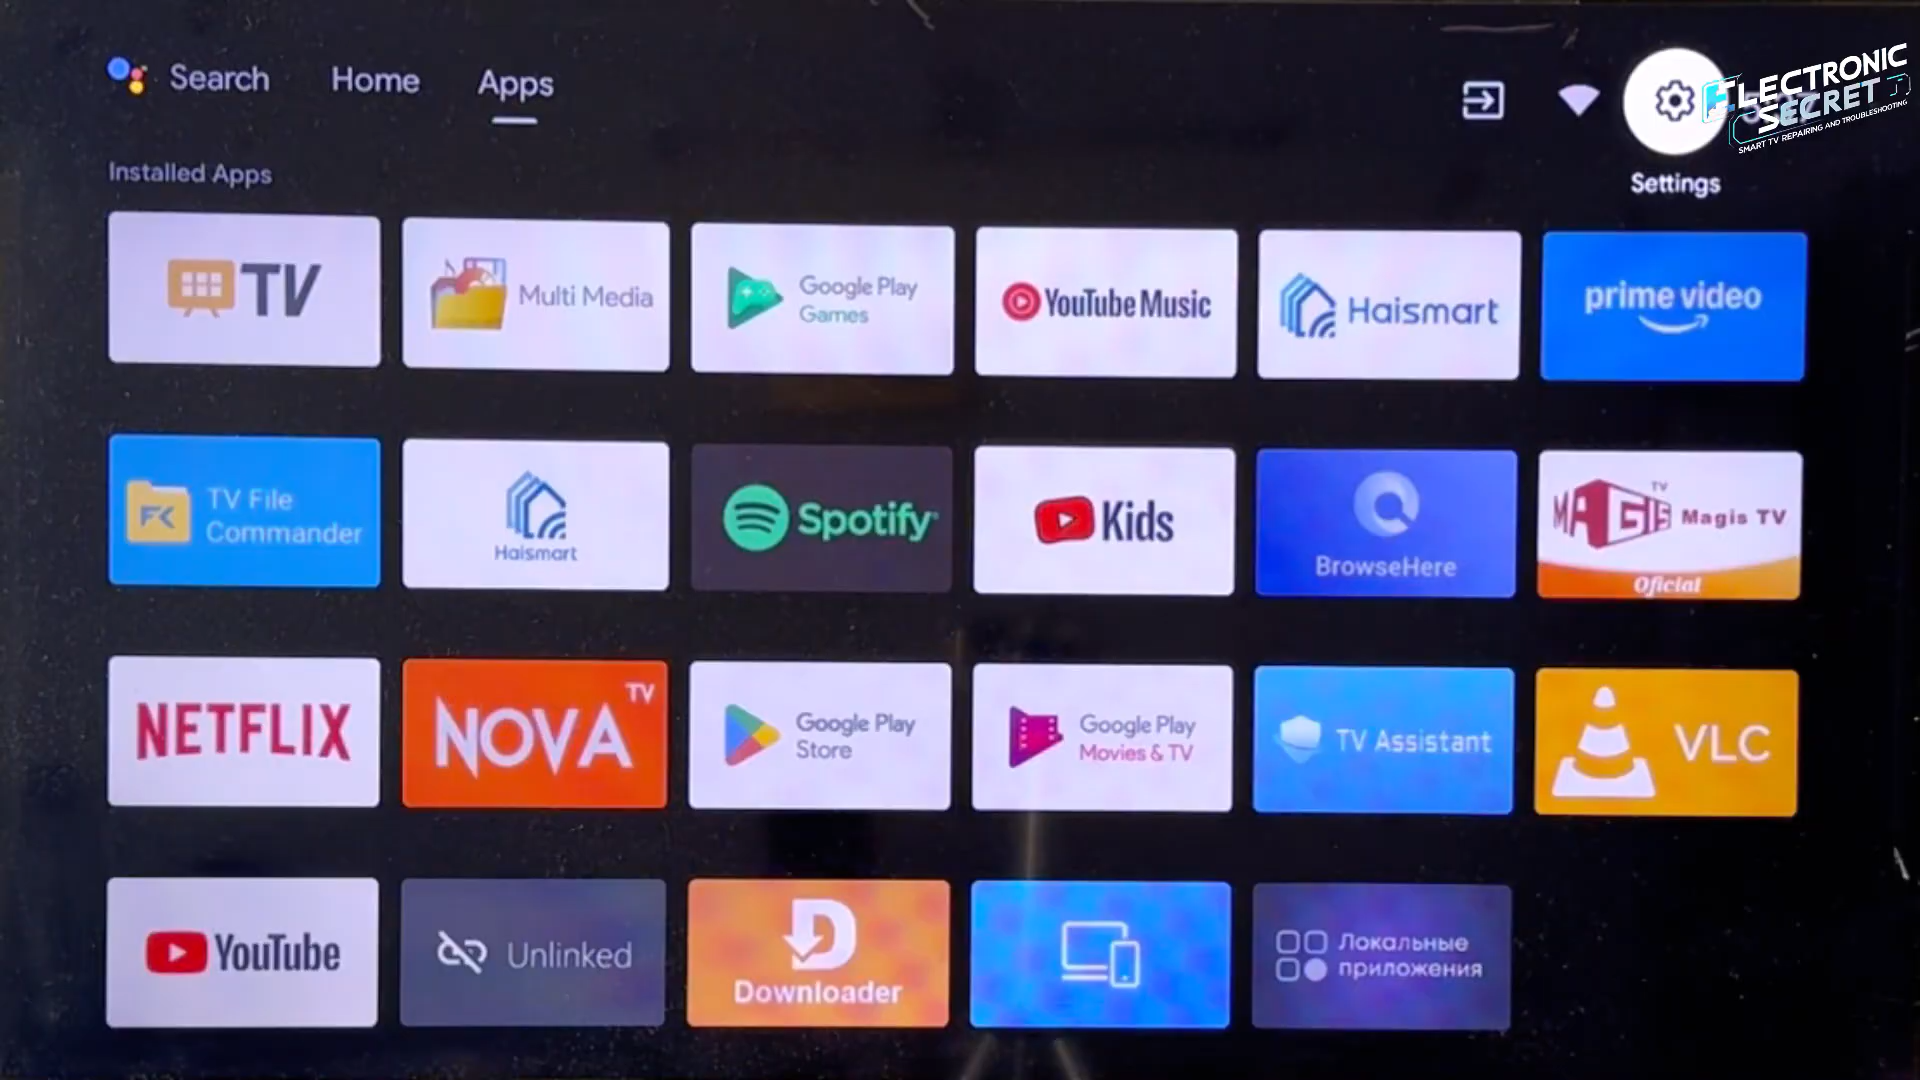 Search
Home
Apps
ELECTRONIC
SECRET
SMART TV REPAIRING AND TROUBLESHOOTING
Settings
Installed Apps
TV
Multi Media
Google Play
Games
YouTube Music
Haismart
prime video
FK
TV File
Commander
Haismart
Spotify
Kids
BrowseHere
MAGIS
TV
Magis TV
Oficial
NETFLIX
NOVA
TV
Google Play
Store
Google Play
Movies & TV
TV Assistant
VLC
YouTube
Unlinked
Downloader
Локальные
приложения